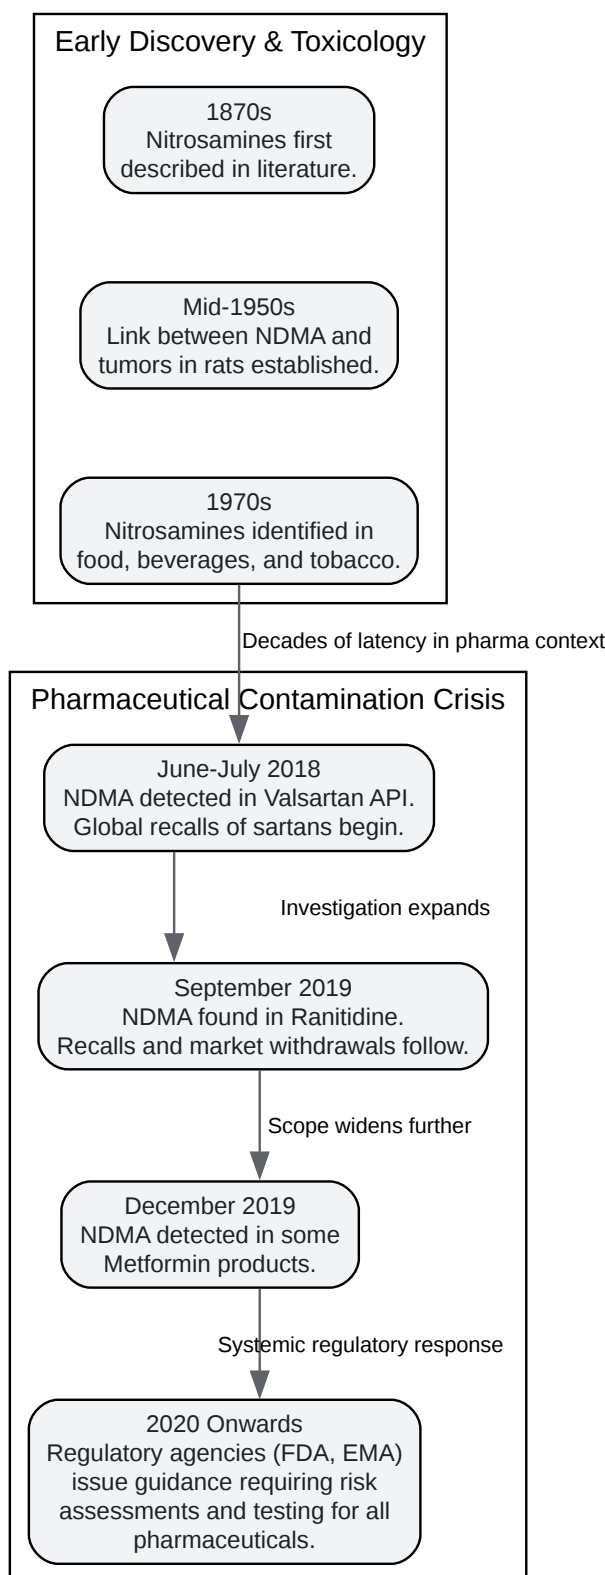 Early Discovery & Toxicology
1870s
Nitrosamines first
described in literature.
Mid-1950s
Link between NDMA and
tumors in rats established.
1970s
Nitrosamines identified in
food, beverages, and tobacco.
Decades of latency in pharma context
Pharmaceutical Contamination Crisis
June-July 2018
NDMA detected in Valsartan API.
Global recalls of sartans begin.
Investigation expands
September 2019
NDMA found in Ranitidine.
Recalls and market withdrawals follow.
Scope widens further
December 2019
NDMA detected in some
Metformin products.
Systemic regulatory response
2020 Onwards
Regulatory agencies (FDA, EMA)
issue guidance requiring risk
assessments and testing for all
pharmaceuticals.